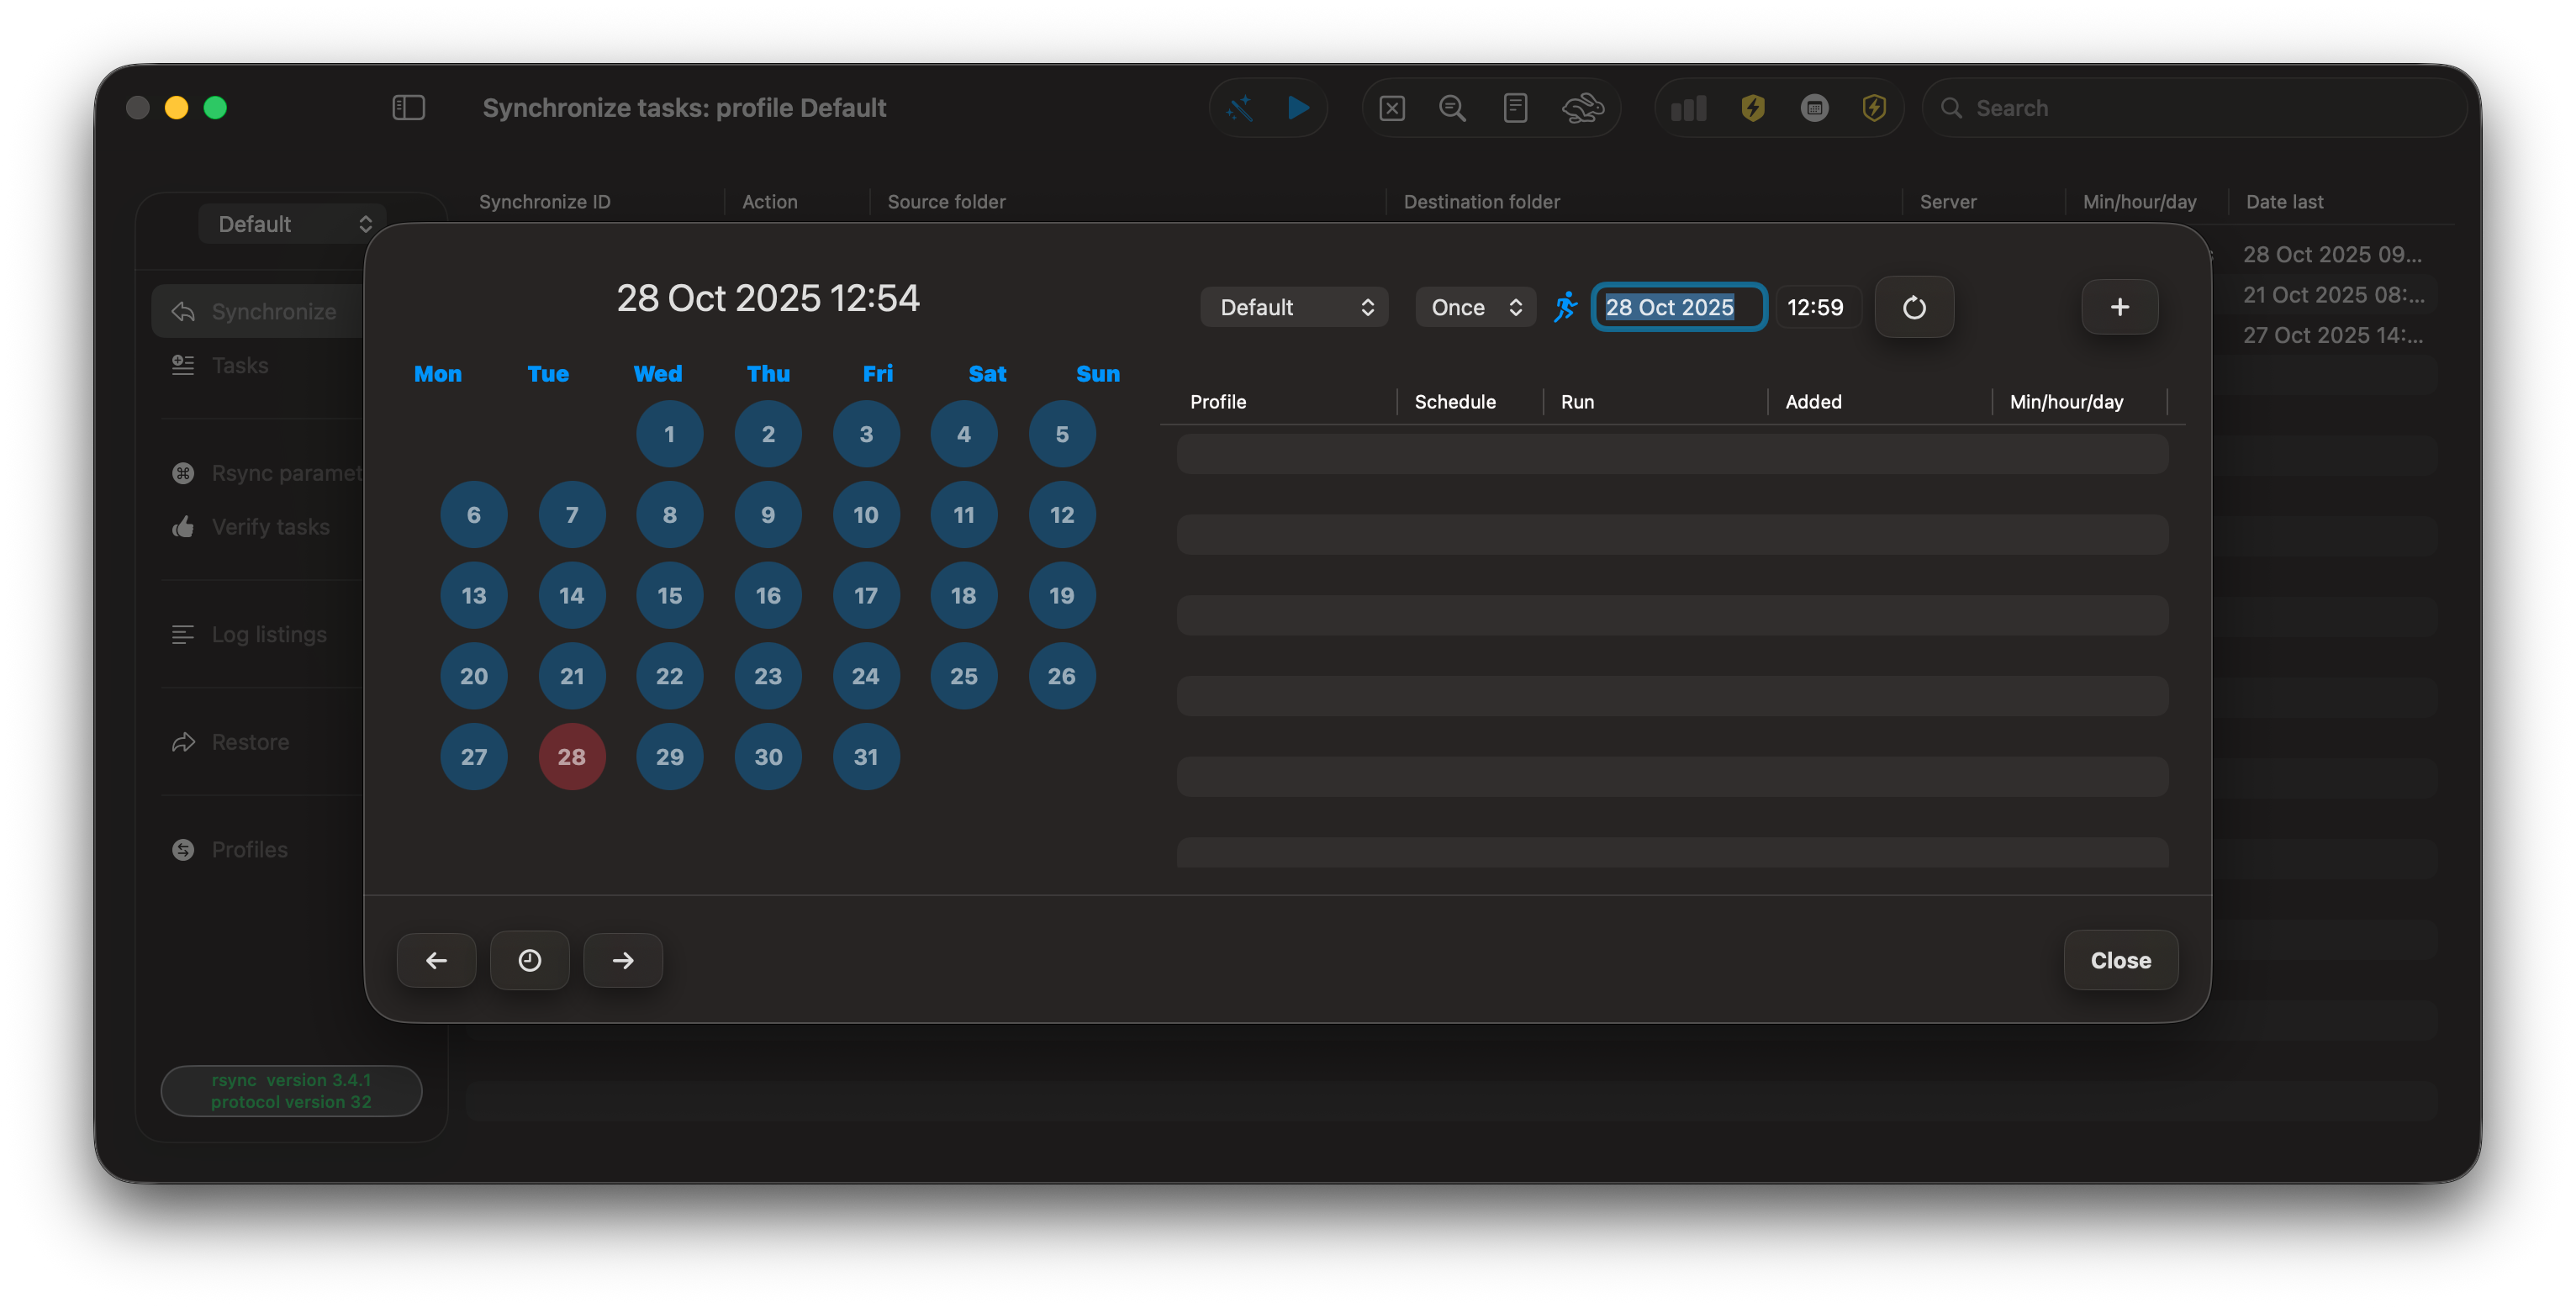 Synchronize tasks: profile Default
Search
Synchronize ID Action Source folder Destination folder Server Min/hour/day Date last
Default
Synchronize
Tasks
Rsync paramet
Verify tasks
Log listings
Restore
Profiles
rsync version 3.4.1
protocol version 32
28 Oct 2025 09...
21 Oct 2025 08:...
27 Oct 2025 14:...
28 Oct 2025 12:54
Mon Tue Wed Thu Fri Sat Sun
1 2 3 4 5
6 7 8 9 10 11 12
13 14 15 16 17 18 19
20 21 22 23 24 25 26
27 28 29 30 31
Default Once 28 Oct 2025 12:59
Profile Schedule Run Added Min/hour/day
Close